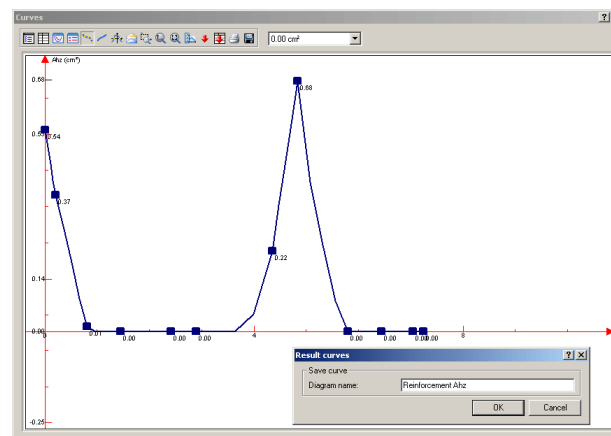 Curves
?
0.00 cm²
Ahz (cm²)
0.68
0.68
0.54
0.37
0.22
0.14
0.00
0
0.01
0.00
0.00
0.00
4
0.00
0.00
0.00
8
-0.25
Result curves
? X
Save curve
Diagram name:
Reinforcement Ahz
OK
Cancel